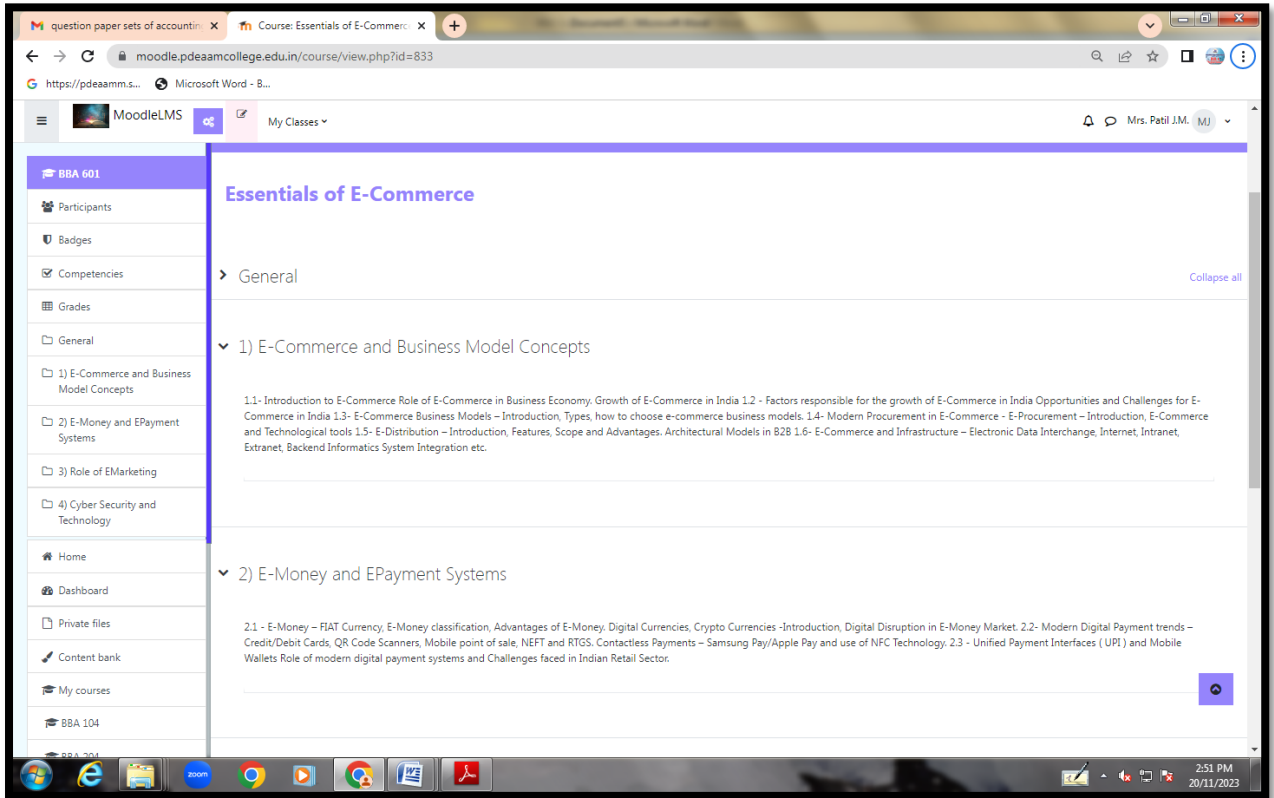 question paper sets of accounting
Course: Essentials of E-Commerc
moodle.pdeaamcollege.edu.in/course/view.php?id=833
https://pdeaamm.s...
Microsoft Word - B...
MoodleLMS
My Classes
Mrs. Patil J.M.
MJ
BBA 601
Participants
Badges
Competencies
Grades
General
1) E-Commerce and Business
Model Concepts
2) E-Money and EPayment
Systems
3) Role of EMarketing
4) Cyber Security and
Technology
Home
Dashboard
Private files
Content bank
My courses
BBA 104
Essentials of E-Commerce
General
Collapse all
1) E-Commerce and Business Model Concepts
1.1- Introduction to E-Commerce Role of E-Commerce in Business Economy. Growth of E-Commerce in India 1.2 - Factors responsible for the growth of E-Commerce in India Opportunities and Challenges for E-
Commerce in India 1.3- E-Commerce Business Models – Introduction, Types, how to choose e-commerce business models. 1.4- Modern Procurement in E-Commerce - E-Procurement – Introduction, E-Commerce
and Technological tools 1.5- E-Distribution – Introduction, Features, Scope and Advantages. Architectural Models in B2B 1.6- E-Commerce and Infrastructure – Electronic Data Interchange, Internet, Intranet,
Extranet, Backend Informatics System Integration etc.
2) E-Money and EPayment Systems
2.1 - E-Money – FIAT Currency, E-Money classification, Advantages of E-Money. Digital Currencies, Crypto Currencies -Introduction, Digital Disruption in E-Money Market. 2.2- Modern Digital Payment trends –
Credit/Debit Cards, QR Code Scanners, Mobile point of sale, NEFT and RTGS. Contactless Payments – Samsung Pay/Apple Pay and use of NFC Technology. 2.3 - Unified Payment Interfaces ( UPI ) and Mobile
Wallets Role of modern digital payment systems and Challenges faced in Indian Retail Sector.
zoom
2:51 PM
20/11/2023